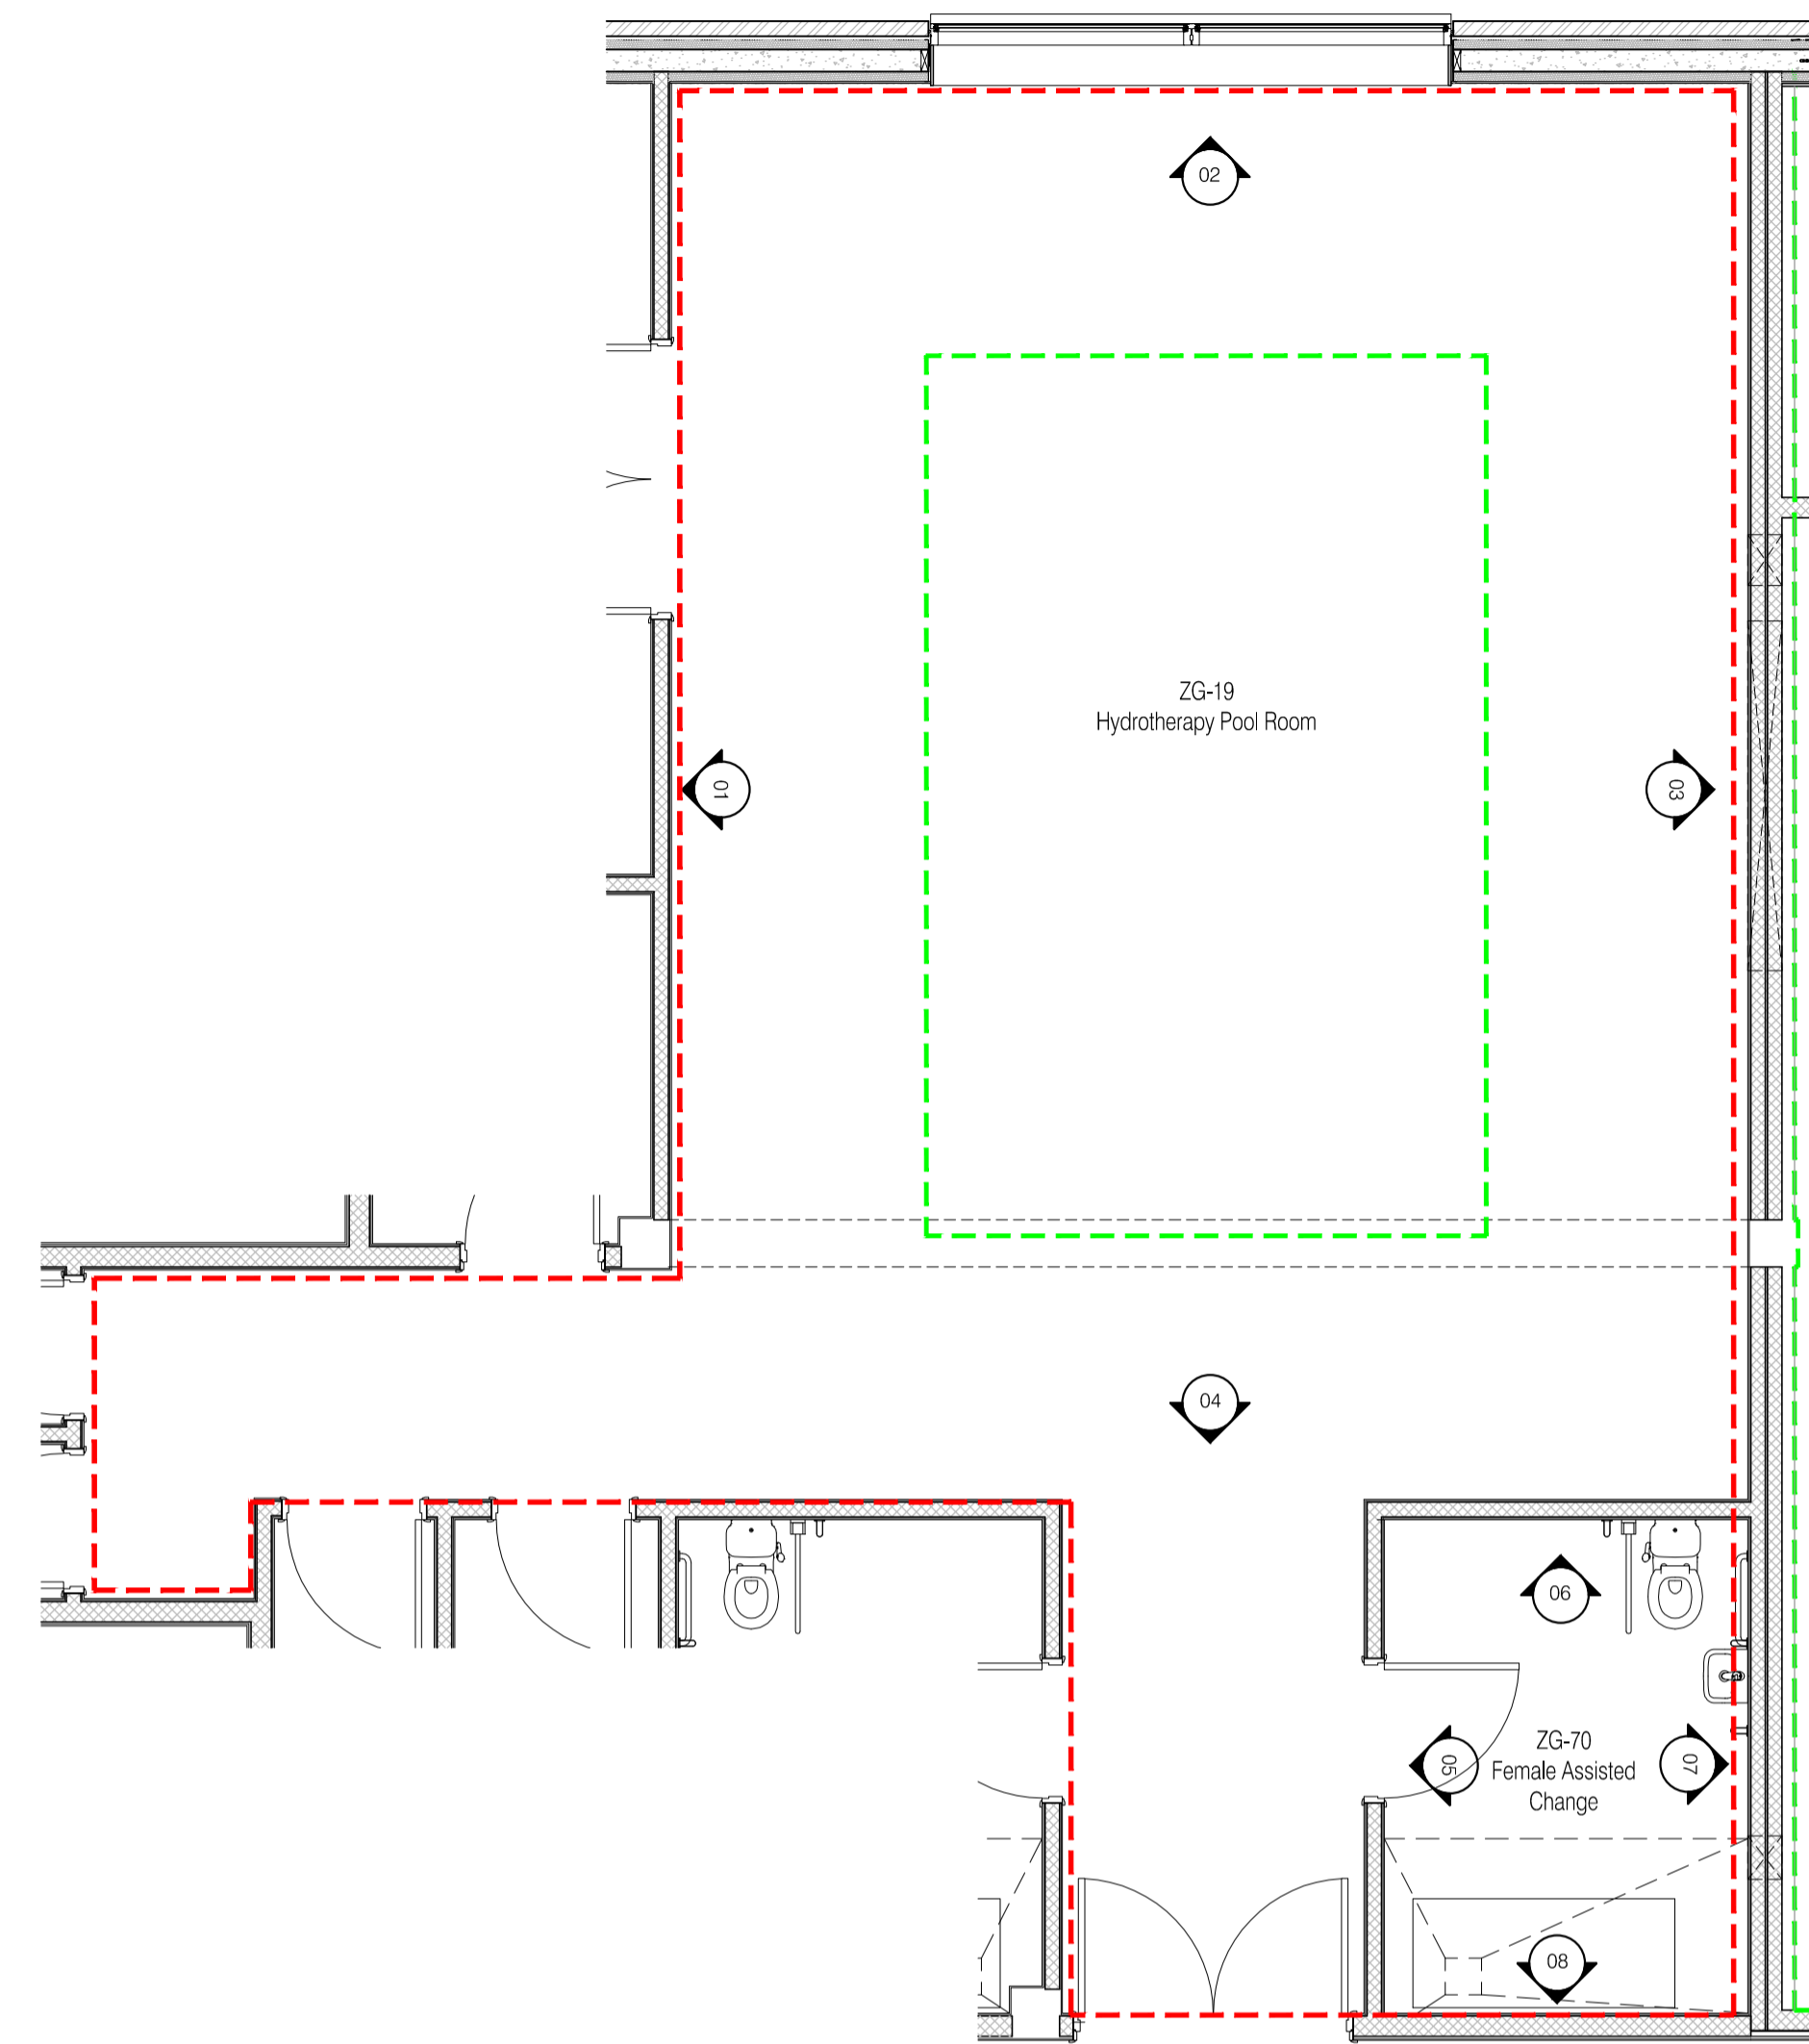 02
ZG-19
Hydrotherapy Pool Room
01
03
04
06
ZG-70
Female Assisted
Change
05
07
08